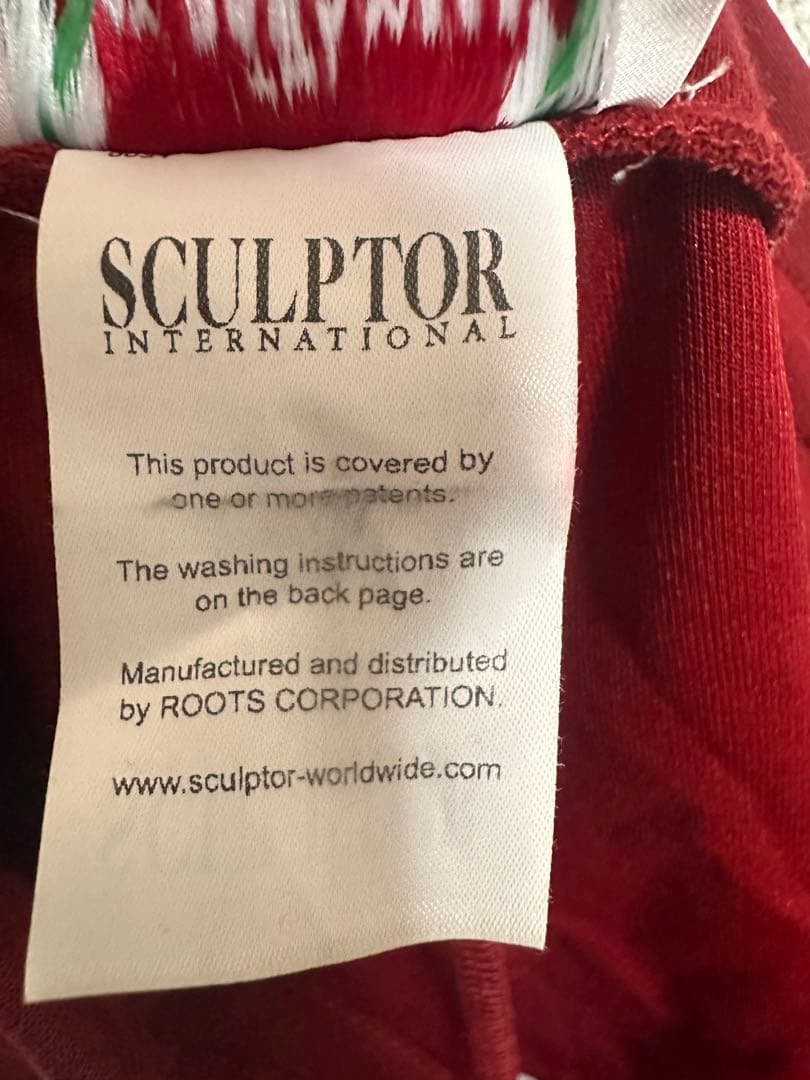 SCULPTOR
INTERNATIONAL
This product is covered by
one or more patents.
The washing instructions are
on the back page.
Manufactured and distributed
by ROOTS CORPORATION.
www.sculptor-worldwide.com